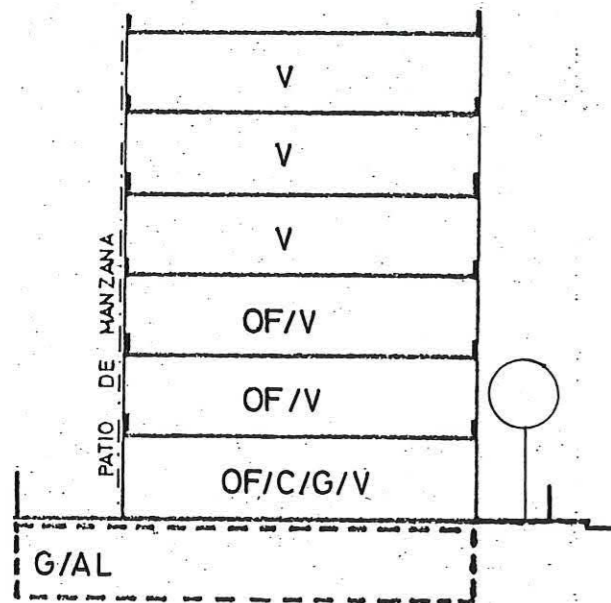 V
V
V
OF/V
OF/V
OF/C/G/V
PATIO DE MANZANA
G/AL